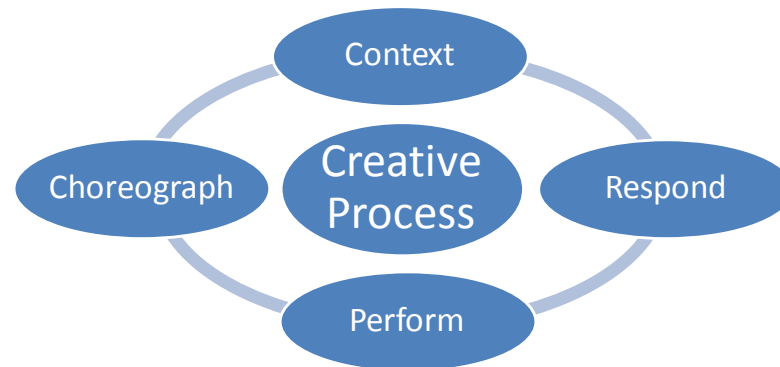 Context
Choreograph
Creative
Process
Respond
Perform